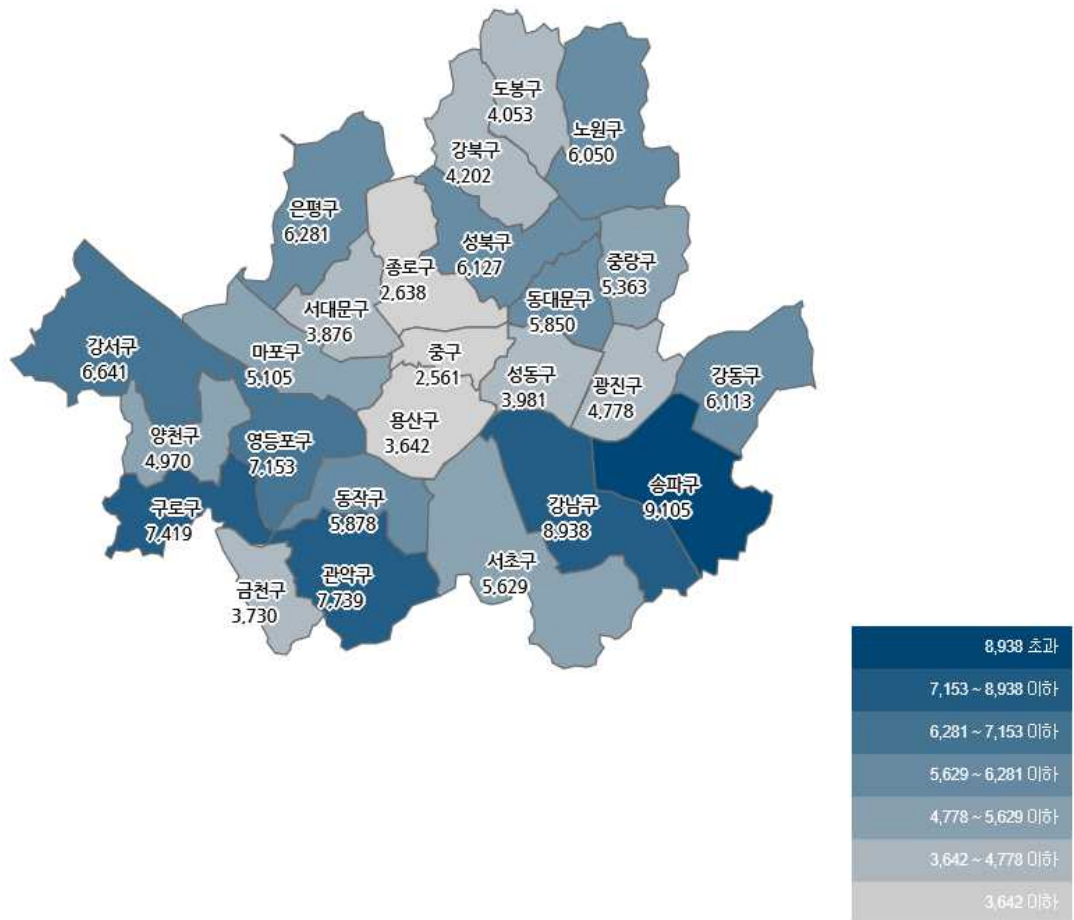 도봉구
4,053
노원구
6,050
강북구
4,202
은평구
6,281
성북구
6,127
중랑구
5,363
종로구
2,638
동대문구
5,850
서대문구
3,876
강서구
6,641
마포구
5,105
중구
2,561
성동구
3,981
광진구
4,778
강동구
6,113
용산구
3,642
양천구
4,970
영등포구
7,153
동작구
5,878
구로구
7,419
강남구
8,938
송파구
9,105
서초구
5,629
관악구
7,739
금천구
3,730
8,938 초과
7,153 ~ 8,938 이하
6,281 ~ 7,153 이하
5,629 ~ 6,281 이하
4,778 ~ 5,629 이하
3,642 ~ 4,778 이하
3,642 이하